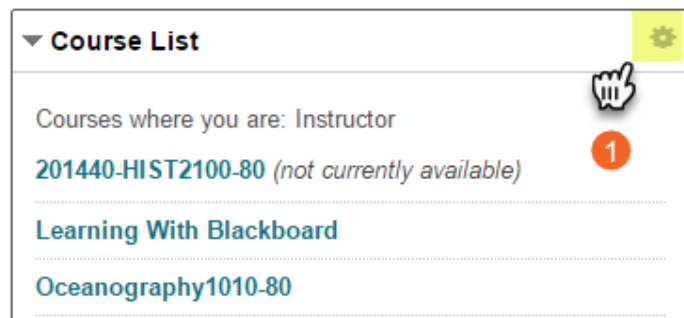 Course List
Courses where you are: Instructor
1
201440-HIST2100-80 (not currently available)
Learning With Blackboard
Oceanography1010-80